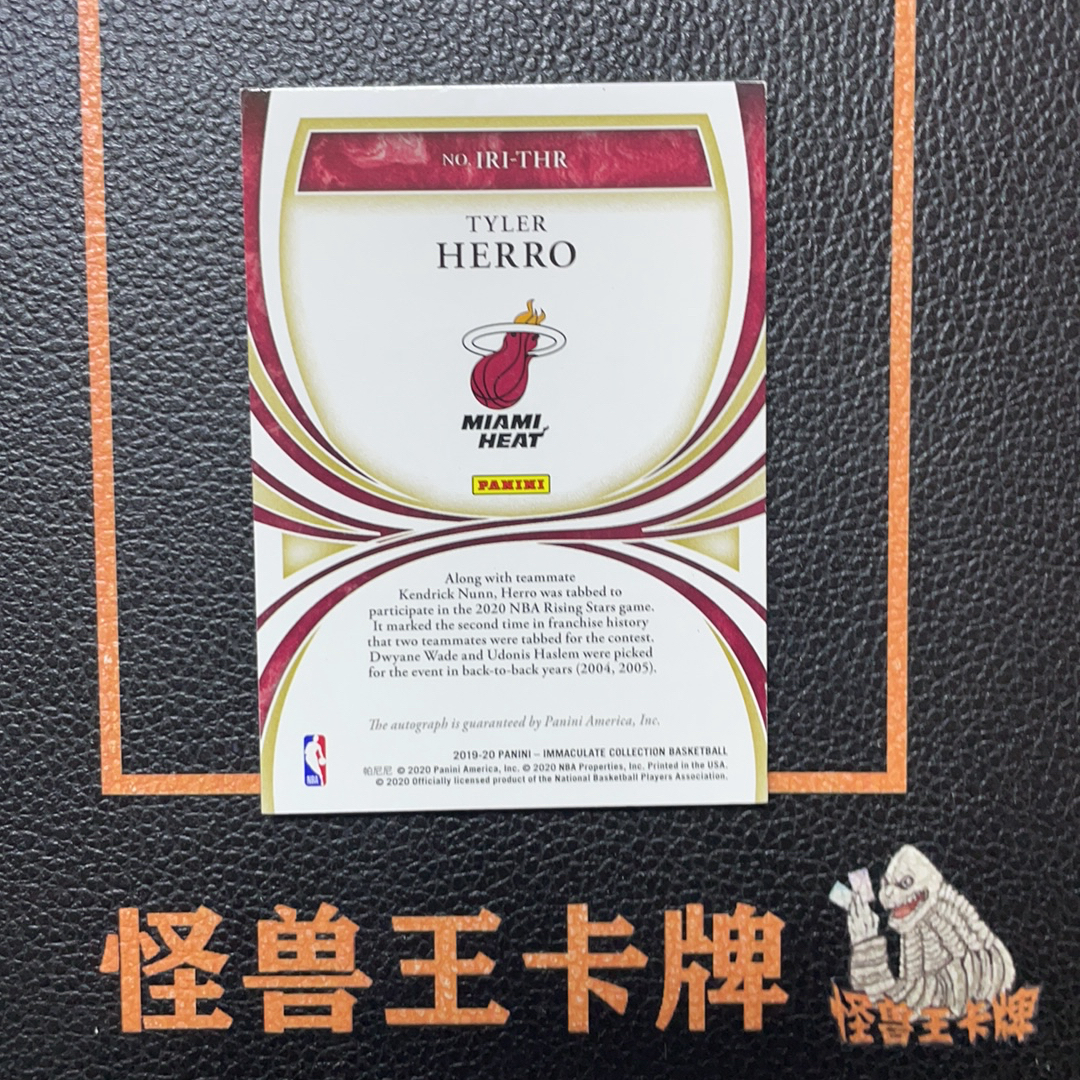 NO. IRI-THR
TYLER
HERRO
MIAMI
HEAT
PANINI
Along with teammate
Kendrick Nunn, Herro was tabbed to
participate in the 2020 NBA Rising Stars game.
It marked the second time in franchise history
that two teammates were tabbed for the contest.
Dwyane Wade and Udonis Haslem were picked
for the event in back-to-back years (2004, 2005).
The autograph is guaranteed by Panini America, Inc.
2019-20 PANINI – IMMACULATE COLLECTION BASKETBALL
帕尼尼 © 2020 Panini America, Inc. © 2020 NBA Properties, Inc. Printed in the USA.
© 2020 Officially licensed product of the National Basketball Players Association.
NBA
怪兽王卡牌
怪兽王卡牌